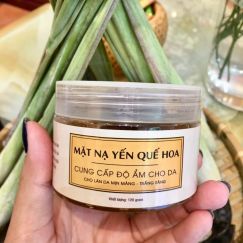 MẶT NẠ YẾN QUẾ HOA
CUNG CẤP ĐỘ ẨM CHO DA
CHO LÀN DA MỊN MÀNG - TRẮNG SÁNG
Khối lượng: 120 gram